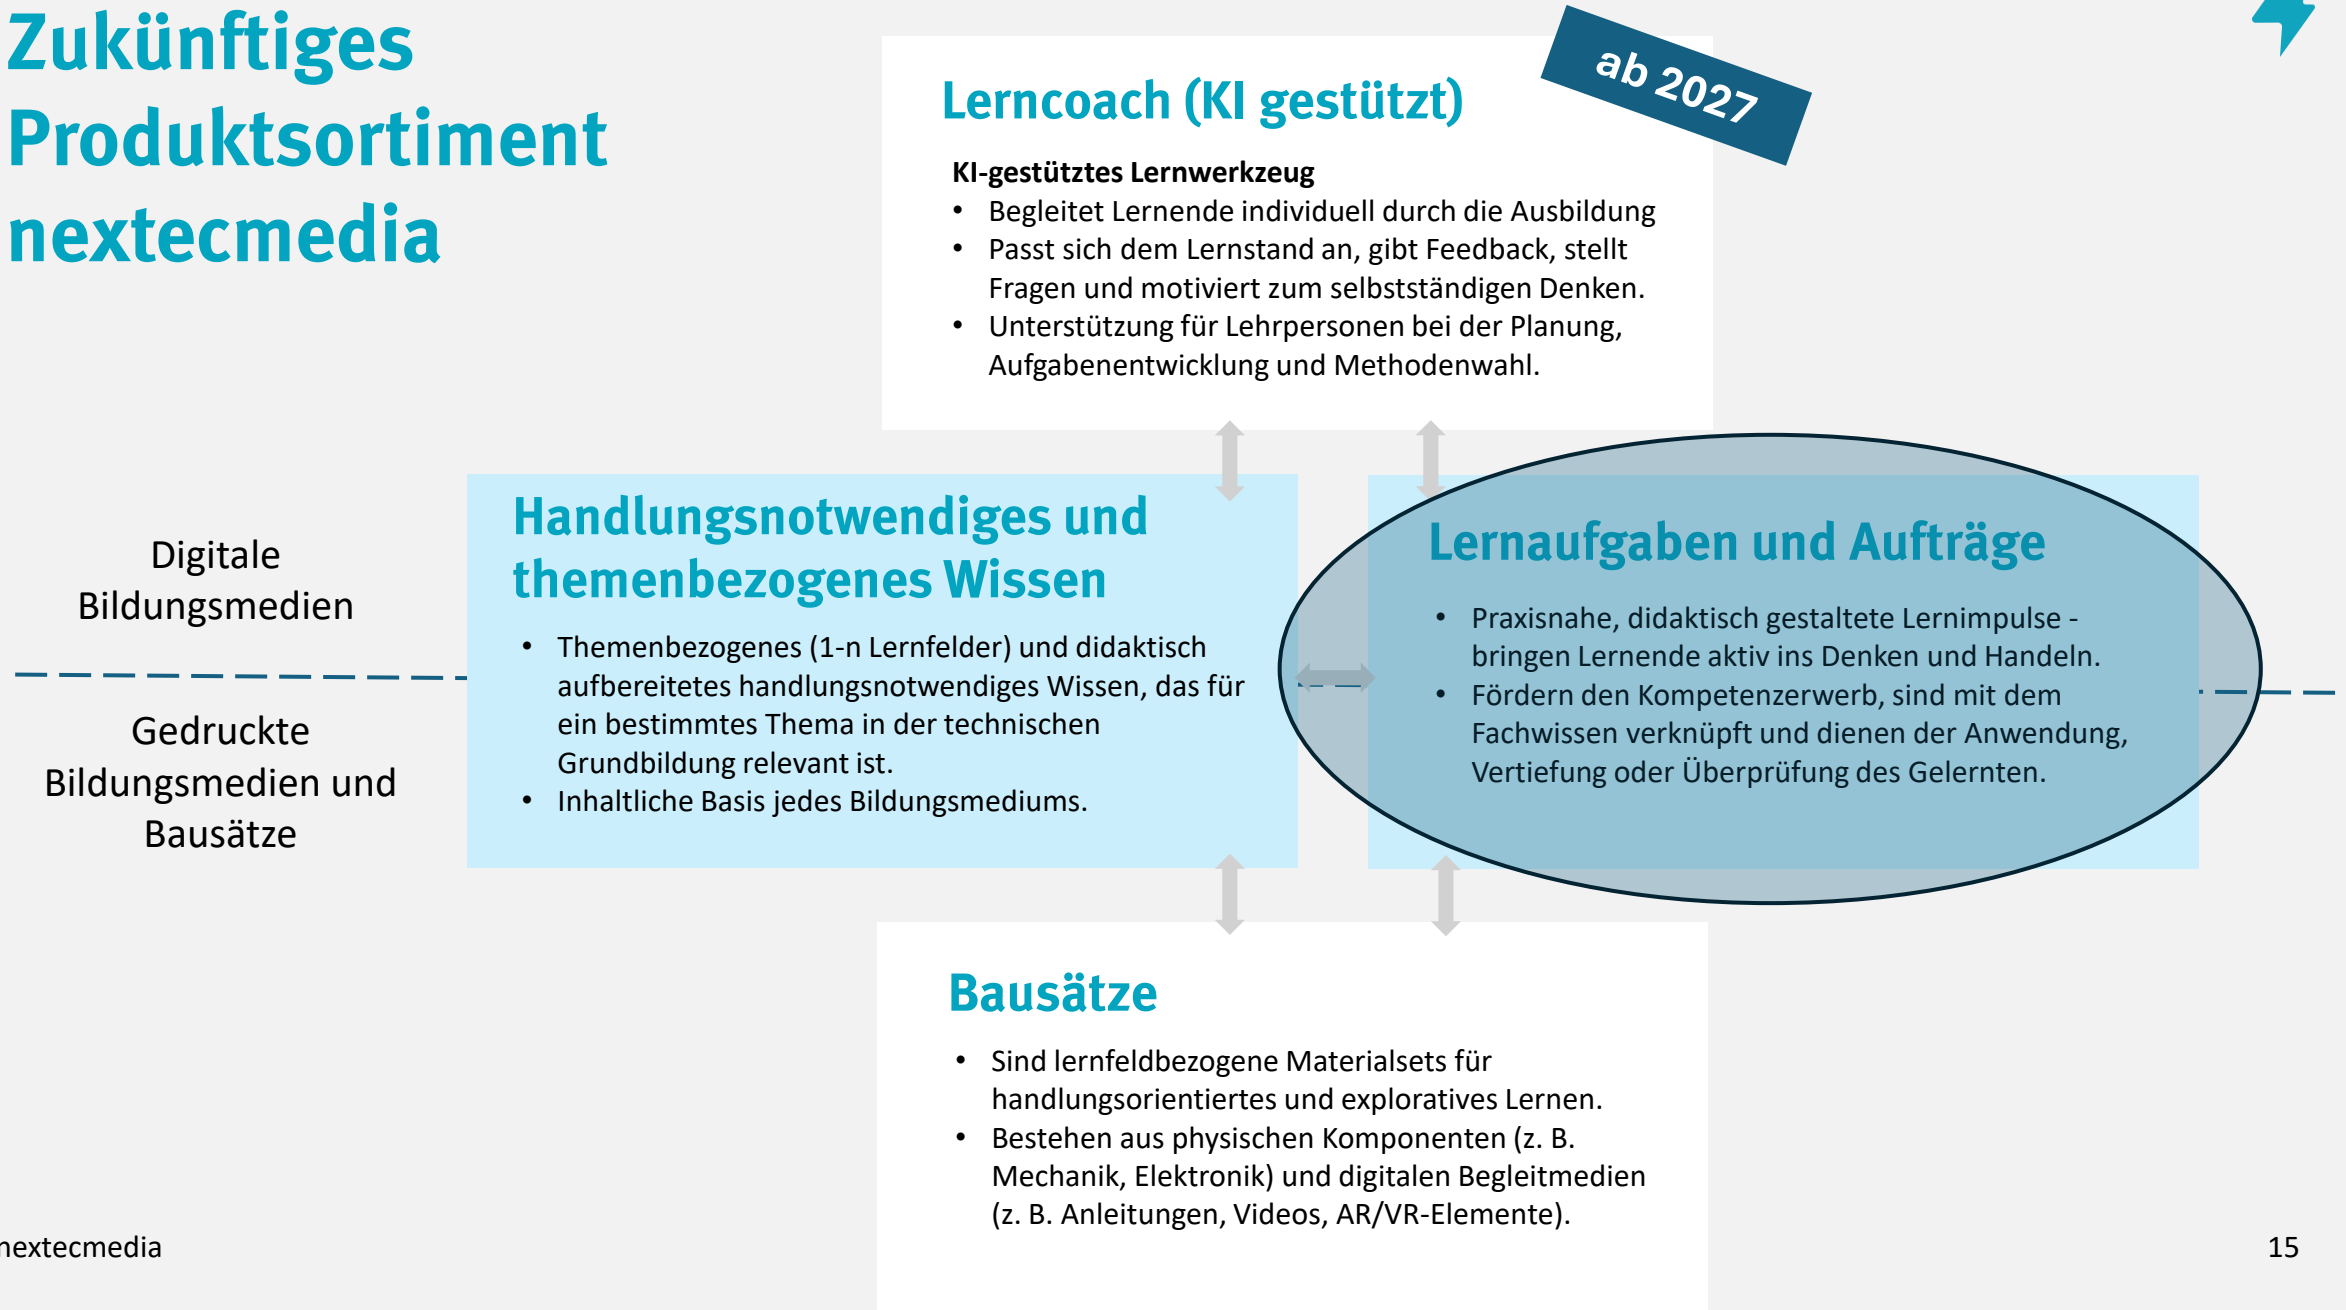 Zukünftiges
Produktsortiment
nextecmedia
ab 2027
Lerncoach (KI gestützt)
KI-gestütztes Lernwerkzeug
• Begleitet Lernende individuell durch die Ausbildung
• Passt sich dem Lernstand an, gibt Feedback, stellt
Fragen und motiviert zum selbstständigen Denken.
• Unterstützung für Lehrpersonen bei der Planung,
Aufgabenentwicklung und Methodenwahl.
Digitale
Bildungsmedien
Gedruckte
Bildungsmedien und
Bausätze
Handlungsnotwendiges und
themenbezogenes Wissen
• Themenbezogenes (1-n Lernfelder) und didaktisch
aufbereitetes handlungsnotwendiges Wissen, das für
ein bestimmtes Thema in der technischen
Grundbildung relevant ist.
• Inhaltliche Basis jedes Bildungsmediums.
Lernaufgaben und Aufträge
• Praxisnahe, didaktisch gestaltete Lernimpulse -
bringen Lernende aktiv ins Denken und Handeln.
• Fördern den Kompetenzerwerb, sind mit dem
Fachwissen verknüpft und dienen der Anwendung,
Vertiefung oder Überprüfung des Gelernten.
Bausätze
• Sind lernfeldbezogene Materialsets für
handlungsorientiertes und exploratives Lernen.
• Bestehen aus physischen Komponenten (z. B.
Mechanik, Elektronik) und digitalen Begleitmedien
(z. B. Anleitungen, Videos, AR/VR-Elemente).
nextecmedia
15